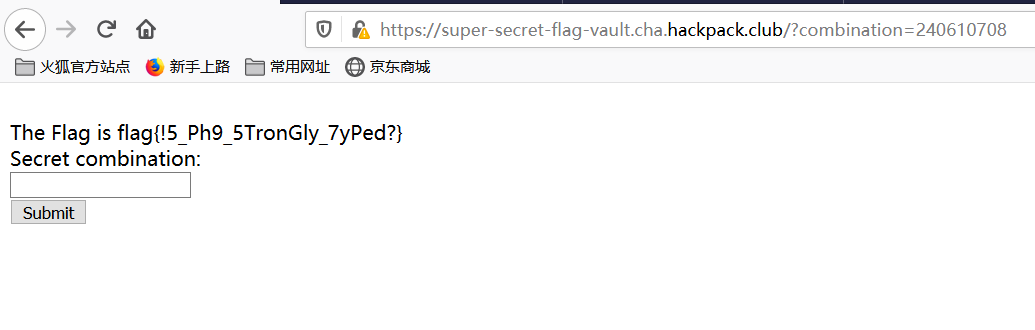 https://super-secret-flag-vault.cha.hackpack.club/?combination=240610708
火狐官方站点 新手上路 常用网址 京东商城
The Flag is flag{!5_Ph9_5TronGly_7yPed?}
Secret combination:
Submit